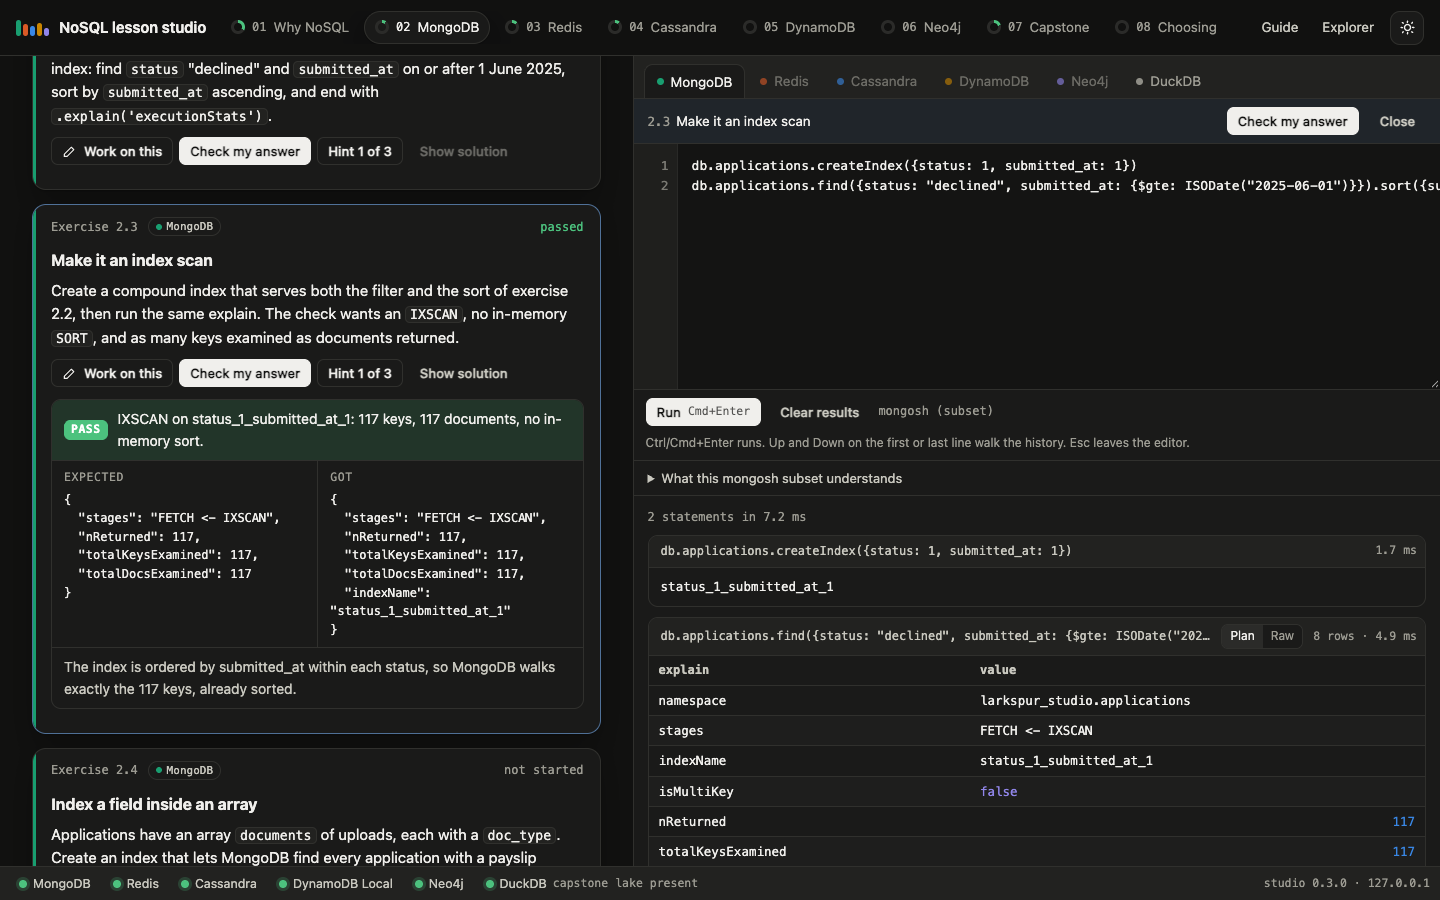 NoSQL lesson studio
01 Why NoSQL
02 MongoDB
03 Redis
04 Cassandra
05 DynamoDB
06 Neo4j
07 Capstone
08 Choosing
Guide
Explorer
index: find status "declined" and submitted_at on or after 1 June 2025,
sort by submitted_at ascending, and end with
.explain('executionStats').
Work on this
Check my answer
Hint 1 of 3
Show solution
Exercise 2.3
MongoDB
passed
Make it an index scan
Create a compound index that serves both the filter and the sort of exercise
2.2, then run the same explain. The check wants an IXSCAN, no in-memory
SORT, and as many keys examined as documents returned.
Work on this
Check my answer
Hint 1 of 3
Show solution
PASS
IXSCAN on status_1_submitted_at_1: 117 keys, 117 documents, no in-
memory sort.
EXPECTED
{
"stages": "FETCH <- IXSCAN",
"nReturned": 117,
"totalKeysExamined": 117,
"totalDocsExamined": 117
}
GOT
{
"stages": "FETCH <- IXSCAN",
"nReturned": 117,
"totalKeysExamined": 117,
"totalDocsExamined": 117,
"indexName":
"status_1_submitted_at_1"
}
The index is ordered by submitted_at within each status, so MongoDB walks
exactly the 117 keys, already sorted.
Exercise 2.4
MongoDB
not started
Index a field inside an array
Applications have an array documents of uploads, each with a doc_type.
Create an index that lets MongoDB find every application with a payslip
MongoDB
Redis
Cassandra
DynamoDB
Neo4j
DuckDB
2.3 Make it an index scan
Check my answer
Close
1 db.applications.createIndex({status: 1, submitted_at: 1})
2 db.applications.find({status: "declined", submitted_at: {$gte: ISODate("2025-06-01")}}).sort({su
Run Cmd+Enter
Clear results
mongosh (subset)
Ctrl/Cmd+Enter runs. Up and Down on the first or last line walk the history. Esc leaves the editor.
What this mongosh subset understands
2 statements in 7.2 ms
db.applications.createIndex({status: 1, submitted_at: 1})
1.7 ms
status_1_submitted_at_1
db.applications.find({status: "declined", submitted_at: {$gte: ISODate("202…
Plan
Raw
8 rows · 4.9 ms
explain value
namespace larkspur_studio.applications
stages FETCH <- IXSCAN
indexName status_1_submitted_at_1
isMultiKey false
nReturned 117
totalKeysExamined 117
MongoDB
Redis
Cassandra
DynamoDB Local
Neo4j
DuckDB capstone lake present
studio 0.3.0 · 127.0.0.1